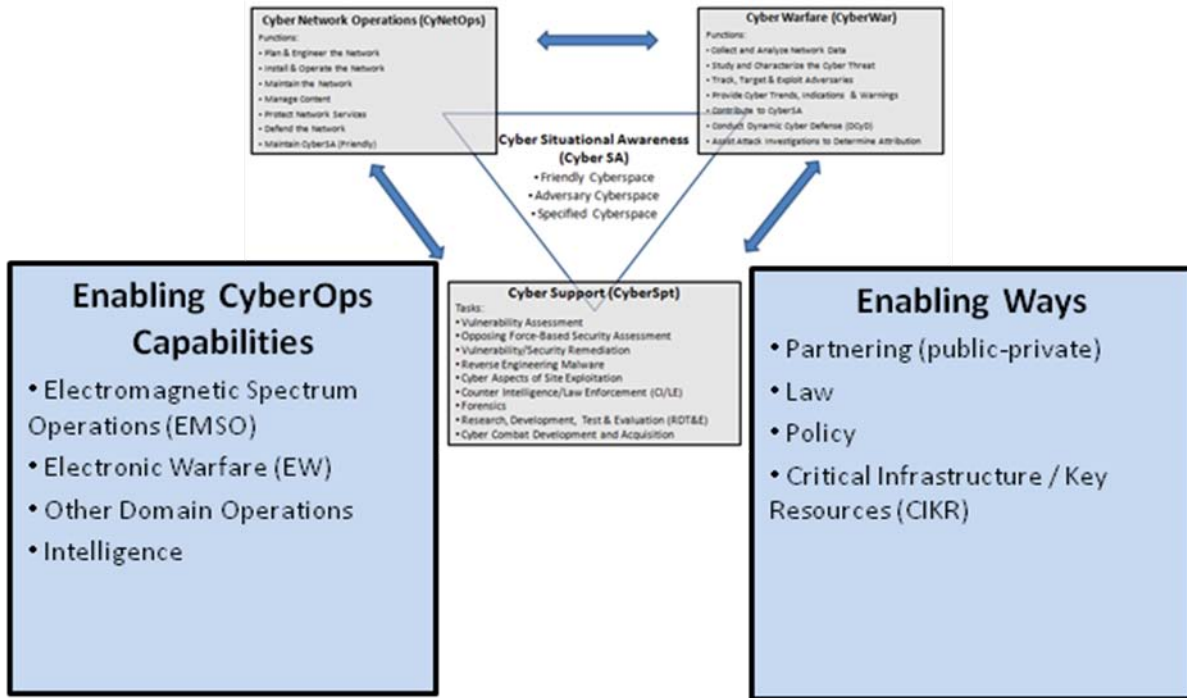 Cyber Network Operations (CyNetOps)
Functions:
• Plan & Engineer the Network
• Install & Operate the Network
• Maintain the Network
• Manage Content
• Protect Network Services
• Defend the Network
• Maintain CyberSA (Friendly)
Cyber Warfare (CyberWar)
Functions:
• Collect and Analyze Network Data
• Study and Characterize the Cyber Threat
• Track, Target & Exploit Adversaries
• Provide Cyber Trends, Indications & Warnings
• Contribute to CyberSA
• Conduct Dynamic Cyber Defense (DCyD)
• Assist Attack Investigations to Determine Attribution
Cyber Situational Awareness
(Cyber SA)
• Friendly Cyberspace
• Adversary Cyberspace
• Specified Cyberspace
Enabling CyberOps
Capabilities
• Electromagnetic Spectrum
Operations (EMSO)
• Electronic Warfare (EW)
• Other Domain Operations
• Intelligence
Cyber Support (CyberSpt)
Tasks:
• Vulnerability Assessment
• Opposing Force-Based Security Assessment
• Vulnerability/Security Remediation
• Reverse Engineering Malware
• Cyber Aspects of Site Exploitation
• Counter Intelligence/Law Enforcement (CI/LE)
• Forensics
• Research, Development, Test & Evaluation (RDT&E)
• Cyber Combat Development and Acquisition
Enabling Ways
• Partnering (public-private)
• Law
• Policy
• Critical Infrastructure / Key
Resources (CIKR)